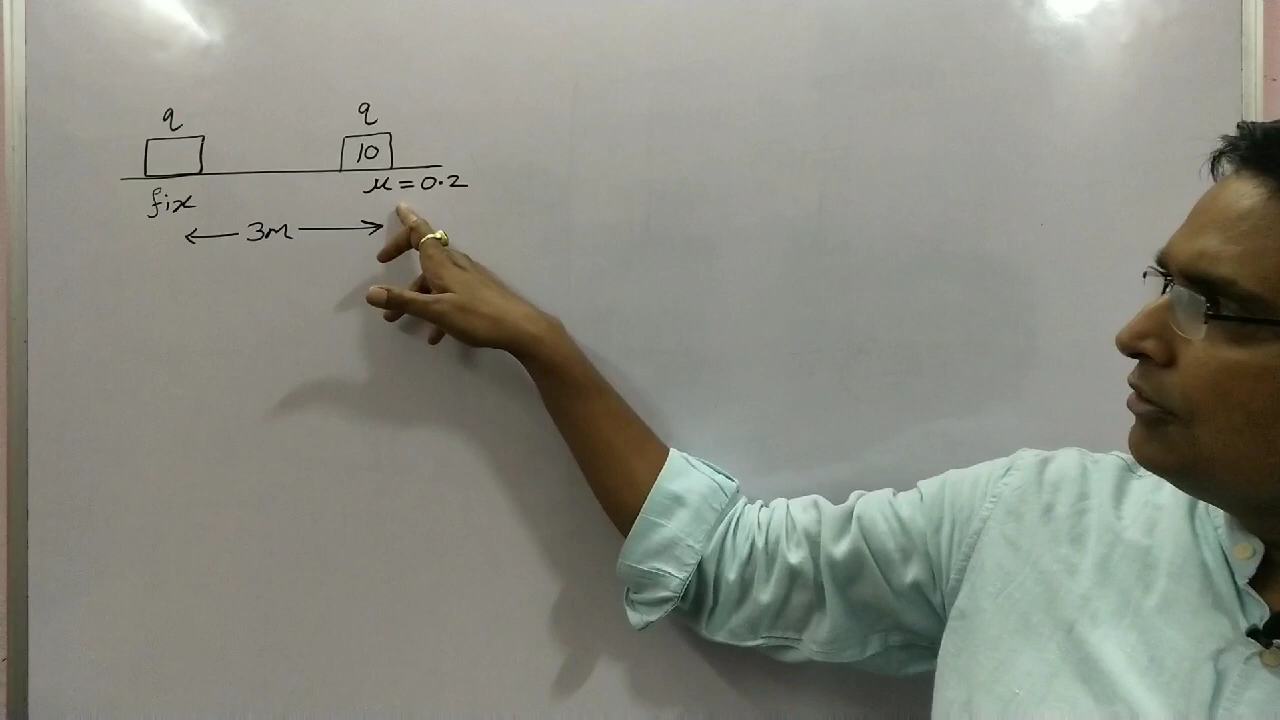 q q
10
μ = 0.2
fix
3m